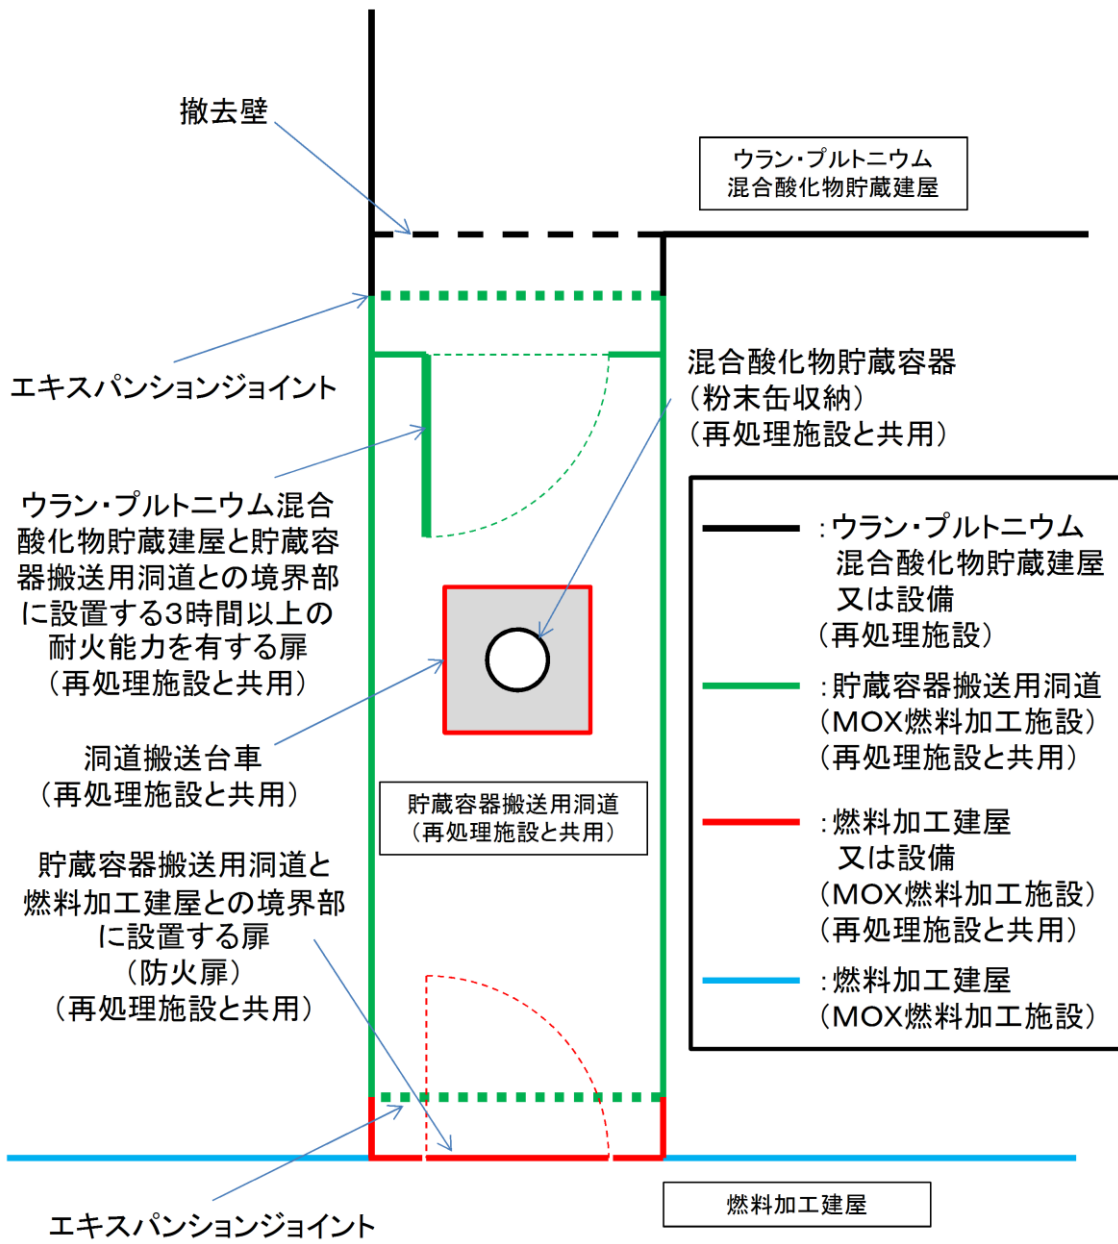 撤去壁
ウラン・プルトニウム
混合酸化物貯蔵建屋
エキスパンションジョイント
混合酸化物貯蔵容器
(粉末缶収納)
(再処理施設と共用)
ウラン・プルトニウム混合
酸化物貯蔵建屋と貯蔵容
器搬送用洞道との境界部
に設置する3時間以上の
耐火能力を有する扉
(再処理施設と共用)
洞道搬送台車
(再処理施設と共用)
貯蔵容器搬送用洞道
(再処理施設と共用)
貯蔵容器搬送用洞道と
燃料加工建屋との境界部
に設置する扉
(防火扉)
(再処理施設と共用)
エキスパンションジョイント
:ウラン・プルトニウム
混合酸化物貯蔵建屋
又は設備
(再処理施設)
:貯蔵容器搬送用洞道
(MOX燃料加工施設)
(再処理施設と共用)
:燃料加工建屋
又は設備
(MOX燃料加工施設)
(再処理施設と共用)
:燃料加工建屋
(MOX燃料加工施設)
燃料加工建屋